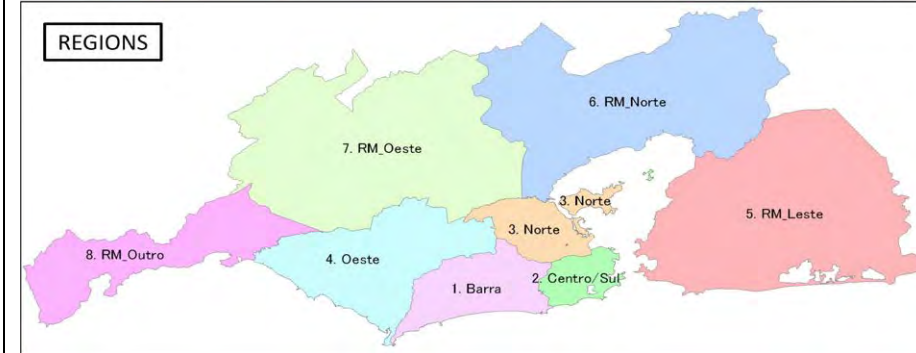 REGIONS
6. RM_Norte
7. RM_Oeste
3. Norte
5. RM_Leste
3. Norte
8. RM_Outro
4. Oeste
2. Centro/Sul
1. Barra